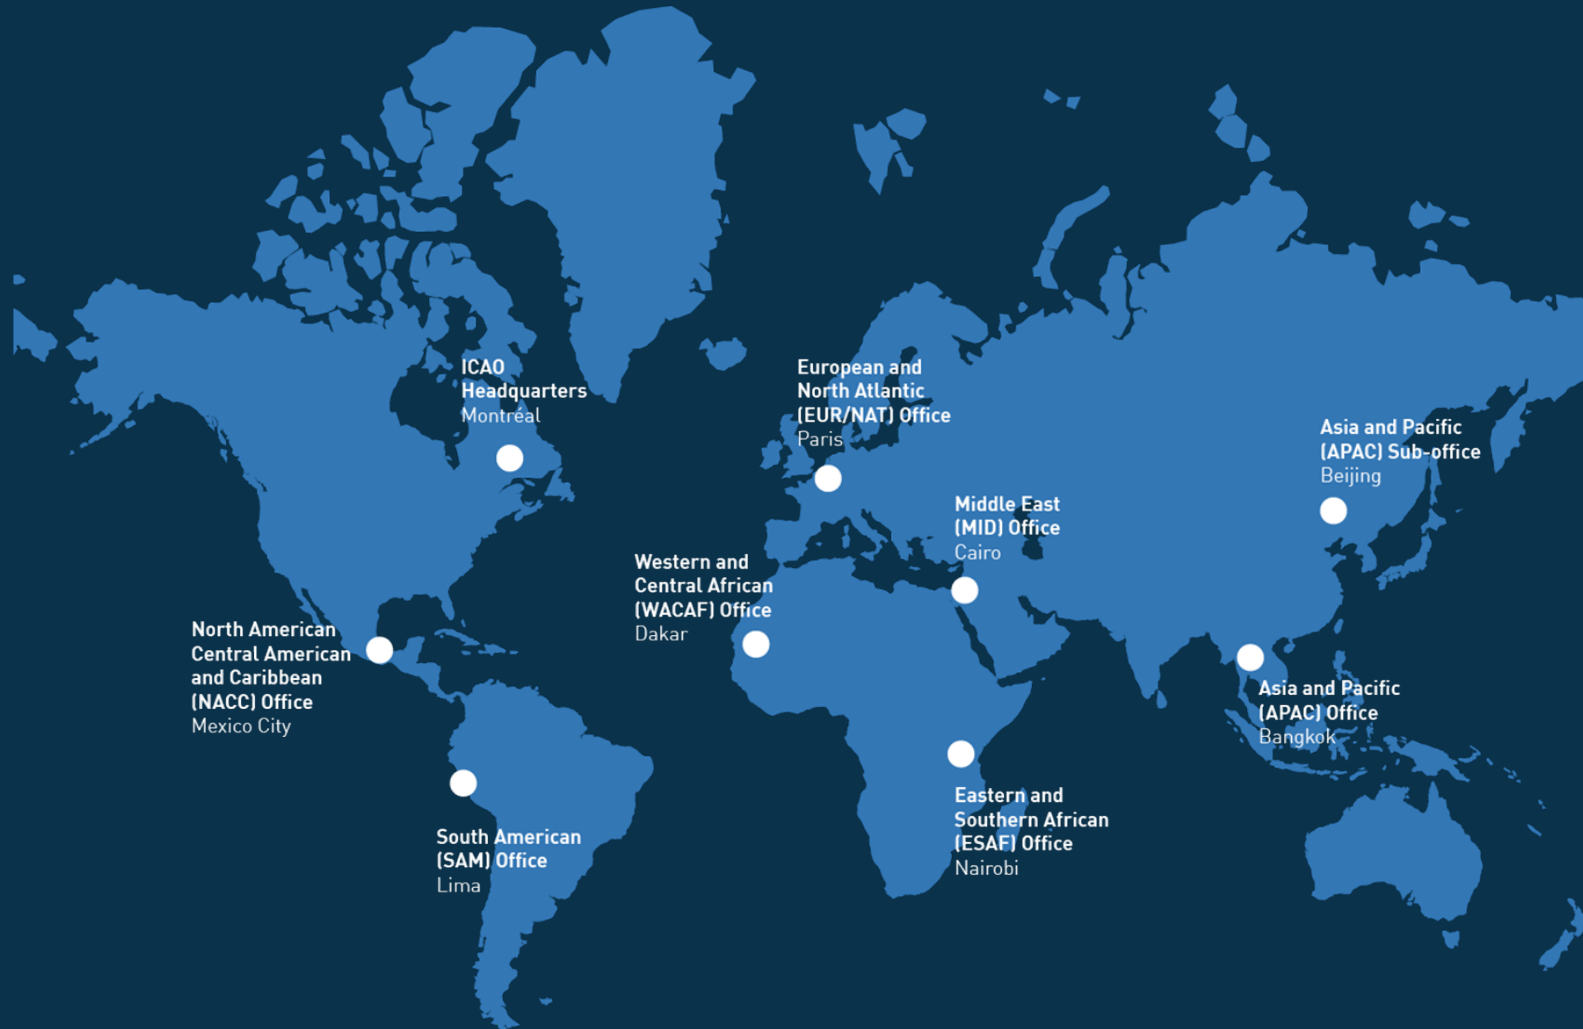 ICAO
Headquarters
Montréal
European and
North Atlantic
(EUR/NAT) Office
Paris
Asia and Pacific
(APAC) Sub-office
Beijing
Middle East
(MID) Office
Cairo
Western and
Central African
(WACAF) Office
Dakar
North American
Central American
and Caribbean
(NACC) Office
Mexico City
Asia and Pacific
(APAC) Office
Bangkok
Eastern and
Southern African
(ESAF) Office
Nairobi
South American
(SAM) Office
Lima